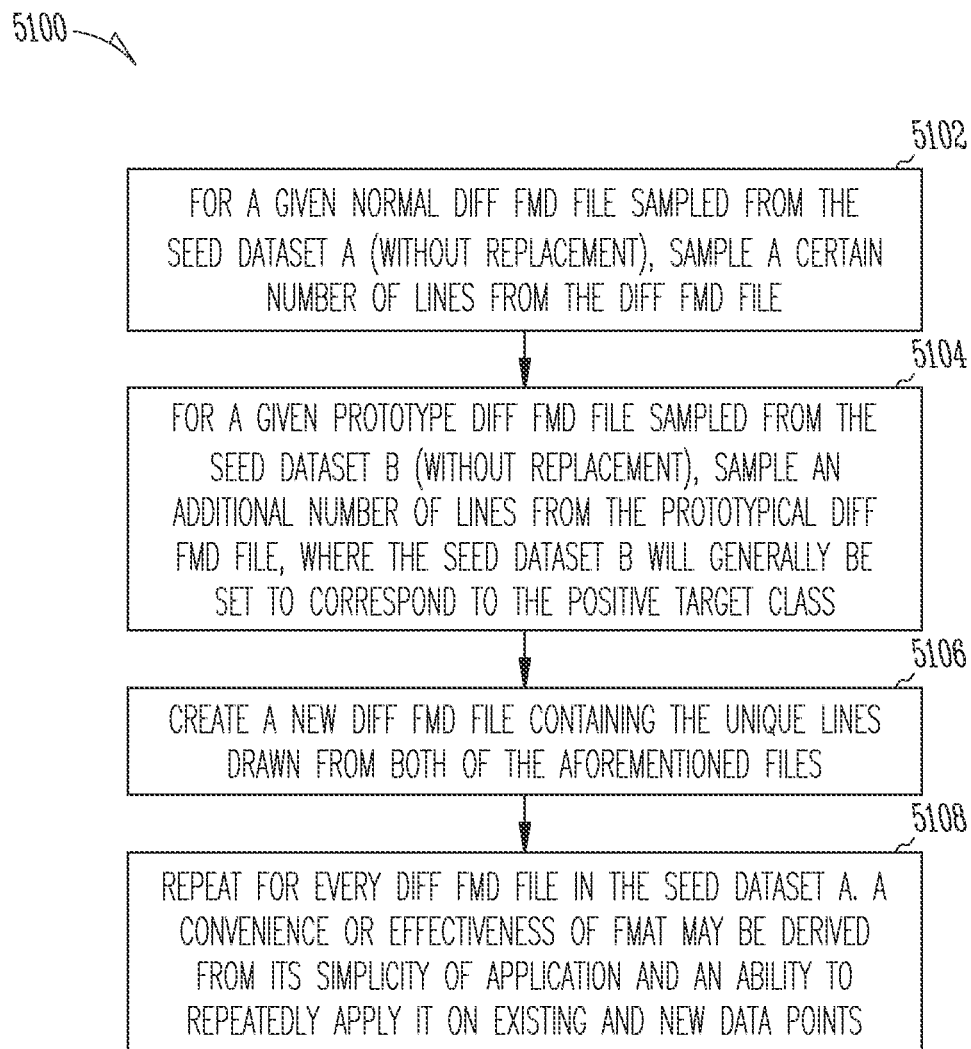 5100
5102
FOR A GIVEN NORMAL DIFF FMD FILE SAMPLED FROM THE
SEED DATASET A (WITHOUT REPLACEMENT), SAMPLE A CERTAIN
NUMBER OF LINES FROM THE DIFF FMD FILE
5104
FOR A GIVEN PROTOTYPE DIFF FMD FILE SAMPLED FROM THE
SEED DATASET B (WITHOUT REPLACEMENT), SAMPLE AN
ADDITIONAL NUMBER OF LINES FROM THE PROTOTYPICAL DIFF
FMD FILE, WHERE THE SEED DATASET B WILL GENERALLY BE
SET TO CORRESPOND TO THE POSITIVE TARGET CLASS
5106
CREATE A NEW DIFF FMD FILE CONTAINING THE UNIQUE LINES
DRAWN FROM BOTH OF THE AFOREMENTIONED FILES
5108
REPEAT FOR EVERY DIFF FMD FILE IN THE SEED DATASET A. A
CONVENIENCE OR EFFECTIVENESS OF FMAT MAY BE DERIVED
FROM ITS SIMPLICITY OF APPLICATION AND AN ABILITY TO
REPEATEDLY APPLY IT ON EXISTING AND NEW DATA POINTS